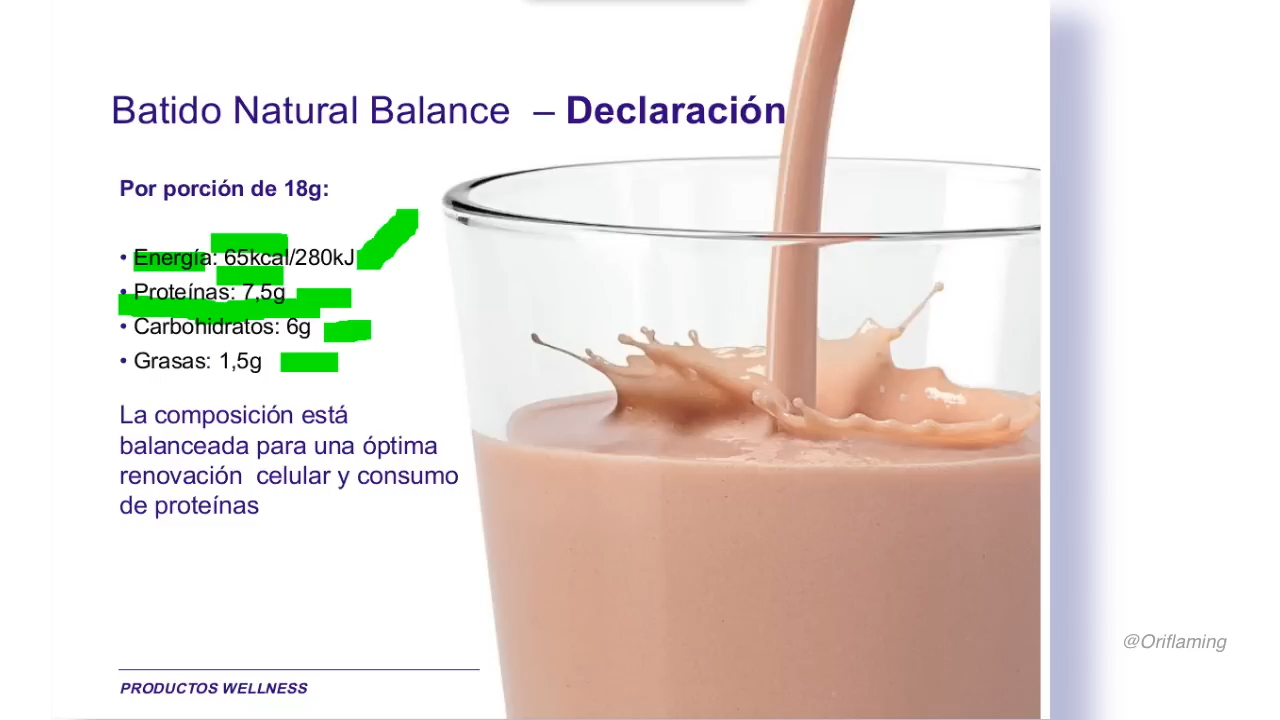 Batido Natural Balance – Declaración
Por porción de 18g:
• Energía: 65kcal/280kJ
• Proteínas: 7,5g
• Carbohidratos: 6g
• Grasas: 1,5g
La composición está
balanceada para una óptima
renovación celular y consumo
de proteínas
@Oriflaming
PRODUCTOS WELLNESS